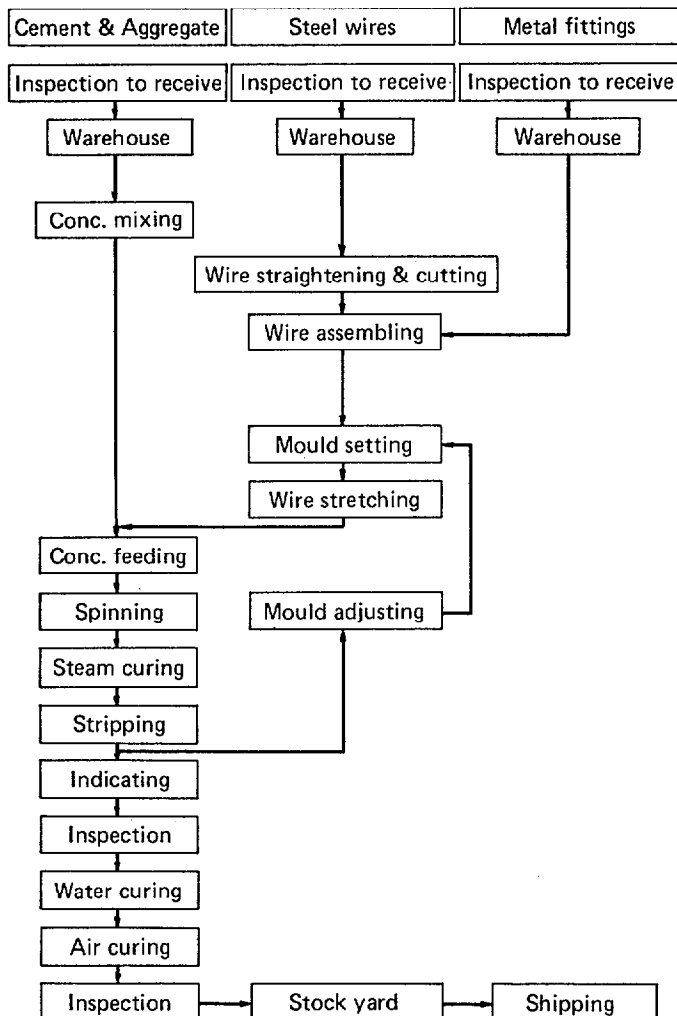 Cement & Aggregate
Steel wires
Metal fittings
Inspection to receive
Inspection to receive
Inspection to receive
Warehouse
Warehouse
Warehouse
Conc. mixing
Wire straightening & cutting
Wire assembling
Mould setting
Wire stretching
Conc. feeding
Spinning
Mould adjusting
Steam curing
Stripping
Indicating
Inspection
Water curing
Air curing
Inspection
Stock yard
Shipping